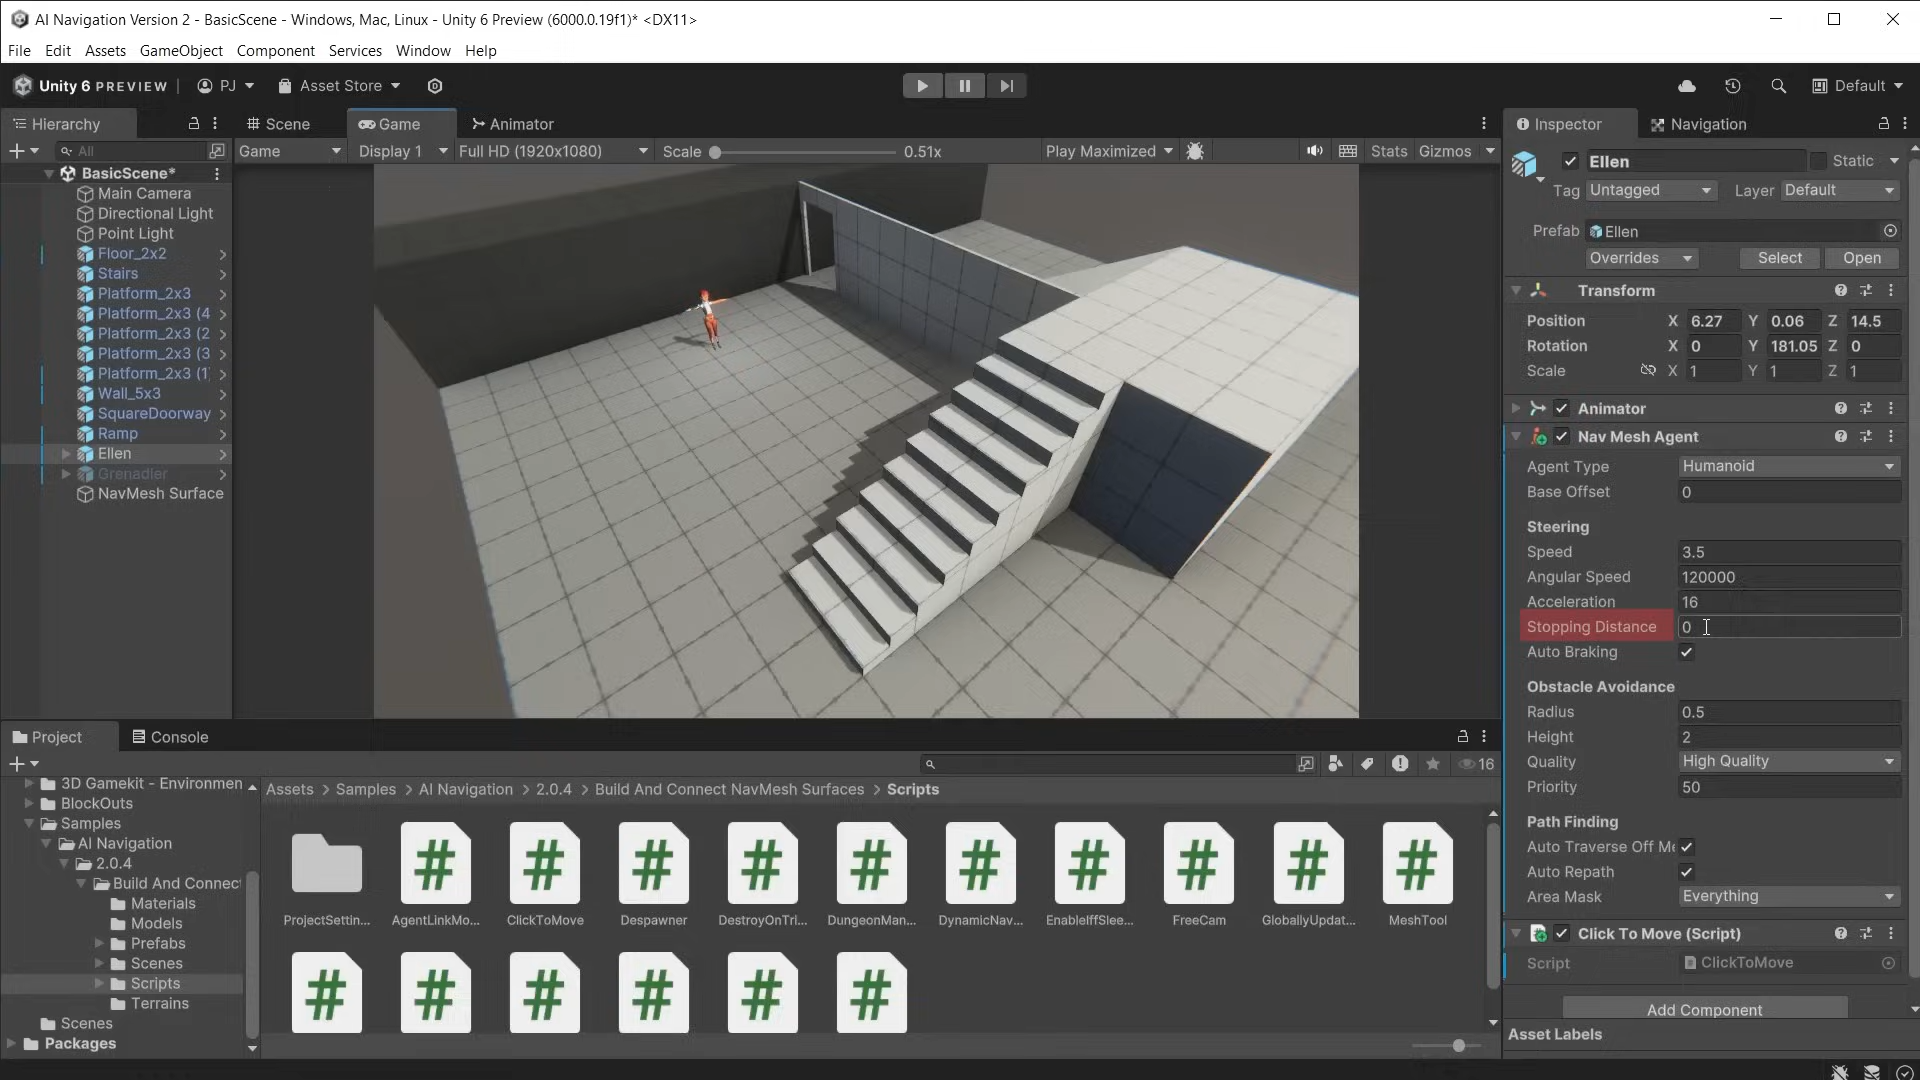 AI Navigation Version 2 - BasicScene - Windows, Mac, Linux - Unity 6 Preview (6000.0.19f1)* <DX11>
File Edit Assets GameObject Component Services Window Help
Unity 6 PREVIEW PJ Asset Store Default
Hierarchy
All
BasicScene*
Main Camera
Directional Light
Point Light
Floor_2x2
Stairs
Platform_2x3
Platform_2x3 (4
Platform_2x3 (2
Platform_2x3 (3
Platform_2x3 (1)
Wall_5x3
SquareDoorway
Ramp
Ellen
Grenadier
NavMesh Surface
Scene Game Animator
Game Display 1 Full HD (1920x1080) Scale 0.51x Play Maximized Stats Gizmos
Inspector Navigation
Ellen Static
Tag Untagged Layer Default
Prefab Ellen
Overrides Select Open
Transform
Position X 6.27 Y 0.06 Z 14.5
Rotation X 0 Y 181.05 Z 0
Scale X 1 Y 1 Z 1
Animator
Nav Mesh Agent
Agent Type Humanoid
Base Offset 0
Steering
Speed 3.5
Angular Speed 120000
Acceleration 16
Stopping Distance 0
Auto Braking
Obstacle Avoidance
Radius 0.5
Height 2
Quality High Quality
Priority 50
Path Finding
Auto Traverse Off Me
Auto Repath
Area Mask Everything
Click To Move (Script)
Script ClickToMove
Add Component
Asset Labels
Project Console
16
3D Gamekit - Environmen
BlockOuts
Samples
AI Navigation
2.0.4
Build And Connect
Materials
Models
Prefabs
Scenes
Scripts
Terrains
Scenes
Packages
Assets > Samples > AI Navigation > 2.0.4 > Build And Connect NavMesh Surfaces > Scripts
ProjectSettin... AgentLinkMo... ClickToMove Despawner DestroyOnTri... DungeonMan... DynamicNav... EnableIffSlee... FreeCam GloballyUpdat... MeshTool